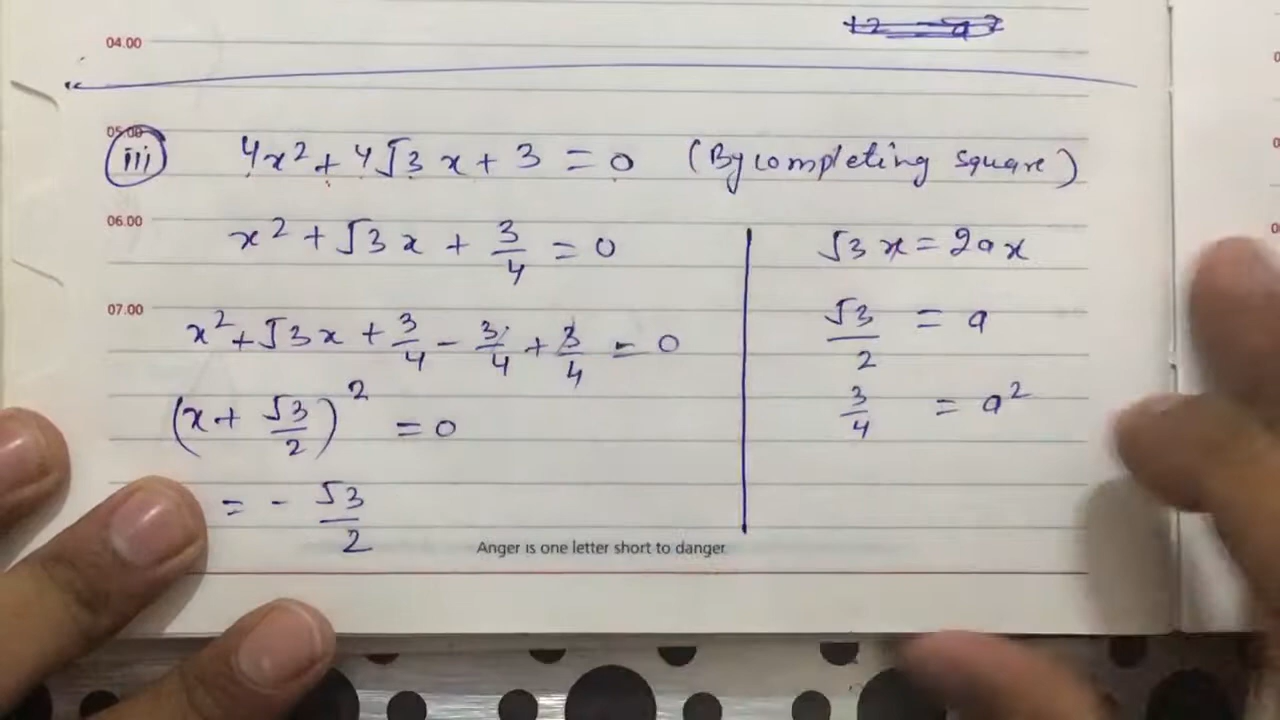 04.00
05.00
(iii) 4x² + 4√3 x + 3 = 0 (By completing square)
06.00
x² + √3 x + 3/4 = 0
07.00
x² + √3 x + 3/4 - 3/4 + 3/4 = 0
(x + √3/2)² = 0
= - √3/2
√3 x = 2ax
√3/2 = a
3/4 = a²
Anger is one letter short to danger.